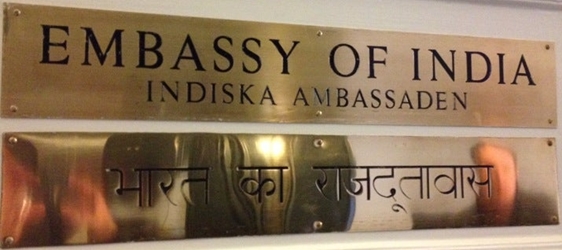 EMBASSY OF INDIA
INDISKA AMBASSADEN
भारत का राजदूतावास